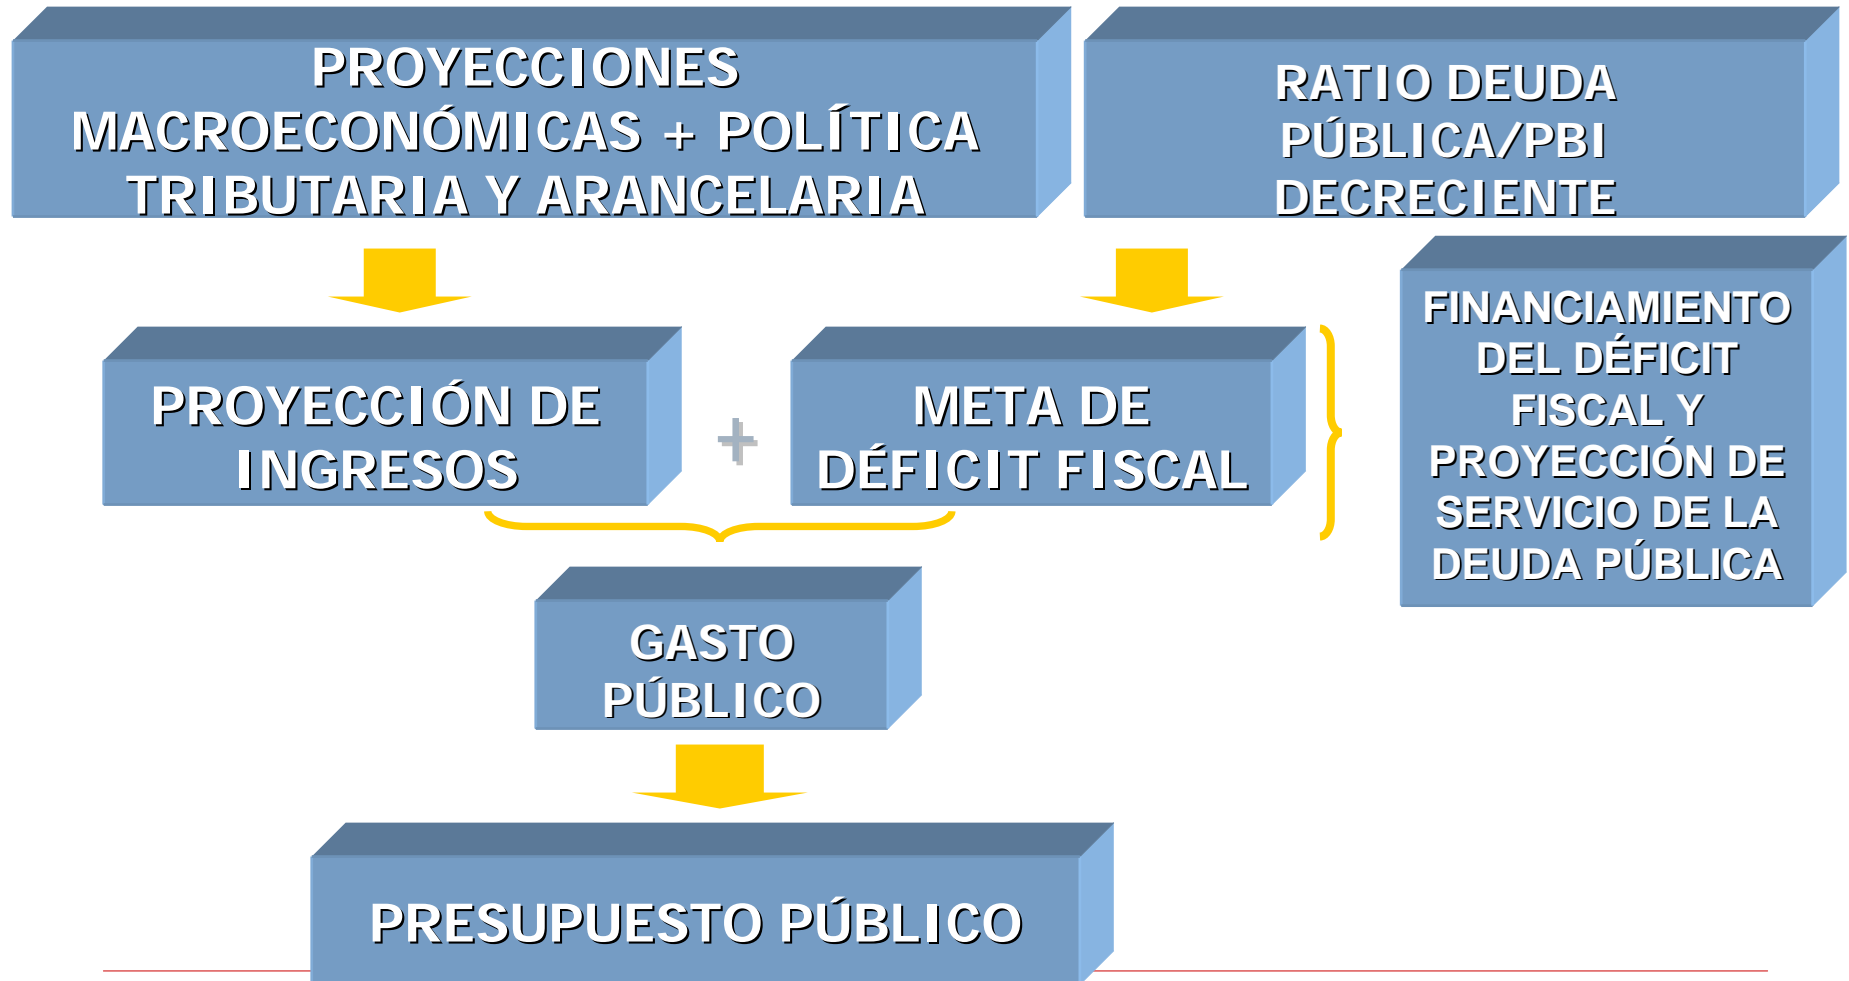 PROYECCIONES
MACROECONÓMICAS + POLÍTICA
TRIBUTARIA Y ARANCELARIA
RATIO DEUDA
PÚBLICA/PBI
DECRECIENTE
PROYECCIÓN DE
INGRESOS
+
META DE
DÉFICIT FISCAL
FINANCIAMIENTO
DEL DÉFICIT
FISCAL Y
PROYECCIÓN DE
SERVICIO DE LA
DEUDA PÚBLICA
GASTO
PÚBLICO
PRESUPUESTO PÚBLICO